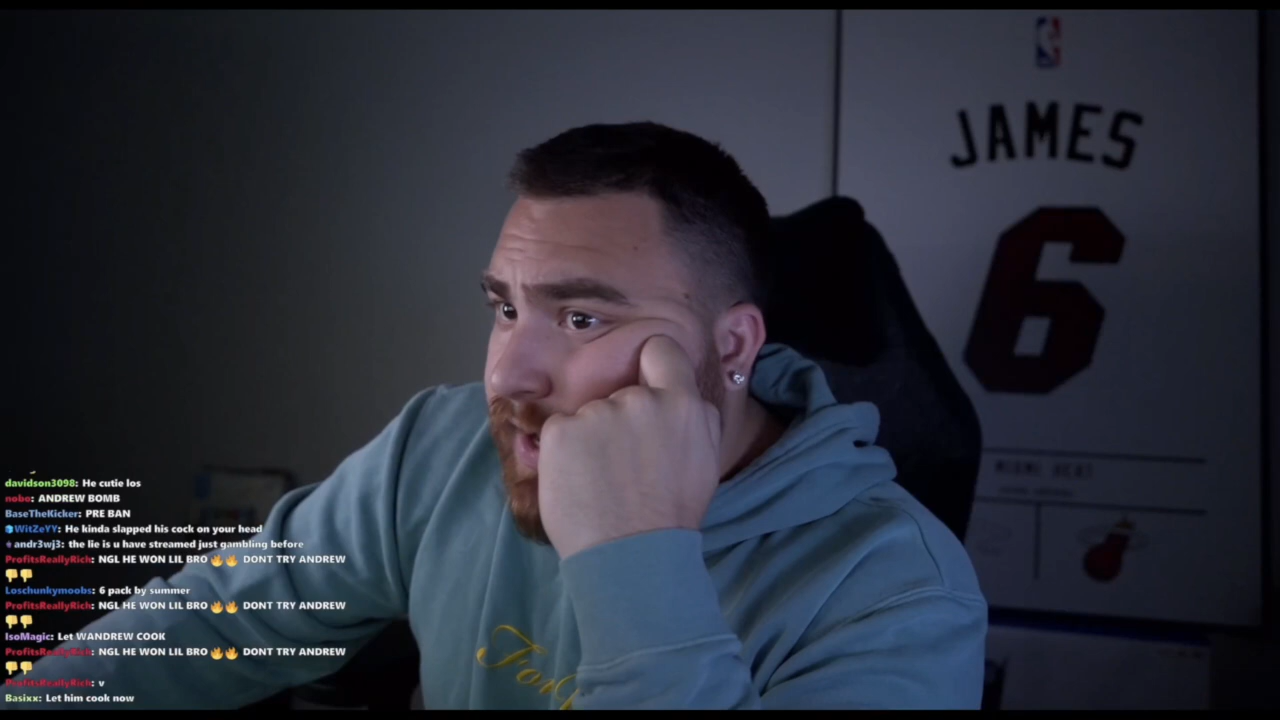 JAMES
6
MIAMI HEAT
davidson3098: He cutie los
nobo: ANDREW BOMB
BaseTheKicker: PRE BAN
WitZeYY: He kinda slapped his cock on your head
andr3wj3: the lie is u have streamed just gambling before
ProfitsReallyRich: NGL HE WON LIL BRO🔥🔥 DONT TRY ANDREW
👎👎
Loschunkymoobs: 6 pack by summer
ProfitsReallyRich: NGL HE WON LIL BRO🔥🔥 DONT TRY ANDREW
👎👎
IsoMagic: Let WANDREW COOK
ProfitsReallyRich: NGL HE WON LIL BRO🔥🔥 DONT TRY ANDREW
👎👎
ProfitsReallyRich: v
Basixx: Let him cook now